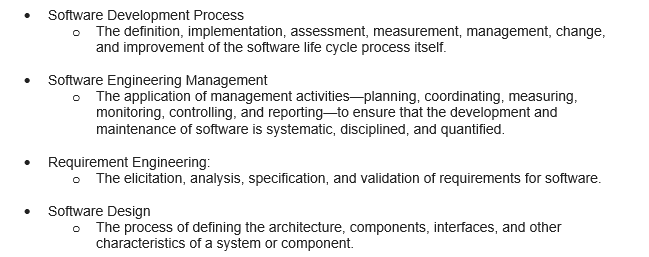 • Software Development Process
o The definition, implementation, assessment, measurement, management, change,
and improvement of the software life cycle process itself.
• Software Engineering Management
o The application of management activities—planning, coordinating, measuring,
monitoring, controlling, and reporting—to ensure that the development and
maintenance of software is systematic, disciplined, and quantified.
• Requirement Engineering:
o The elicitation, analysis, specification, and validation of requirements for software.
• Software Design
o The process of defining the architecture, components, interfaces, and other
characteristics of a system or component.